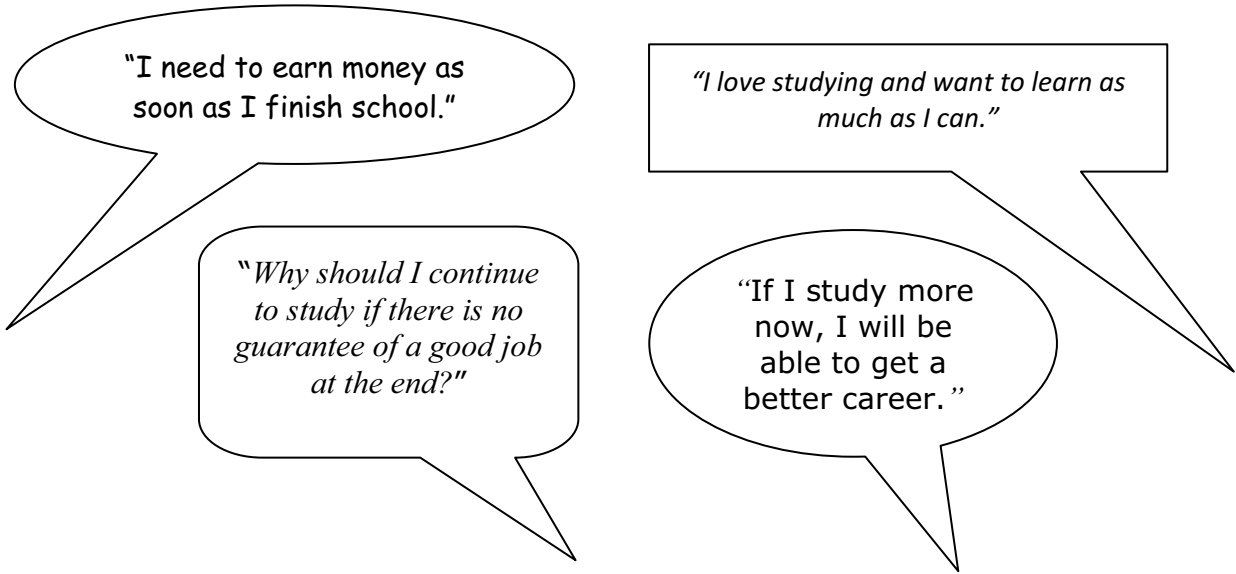 "I need to earn money as
soon as I finish school."
“I love studying and want to learn as
much as I can.”
"Why should I continue
to study if there is no
guarantee of a good job
at the end?"
“If I study more
now, I will be
able to get a
better career.”